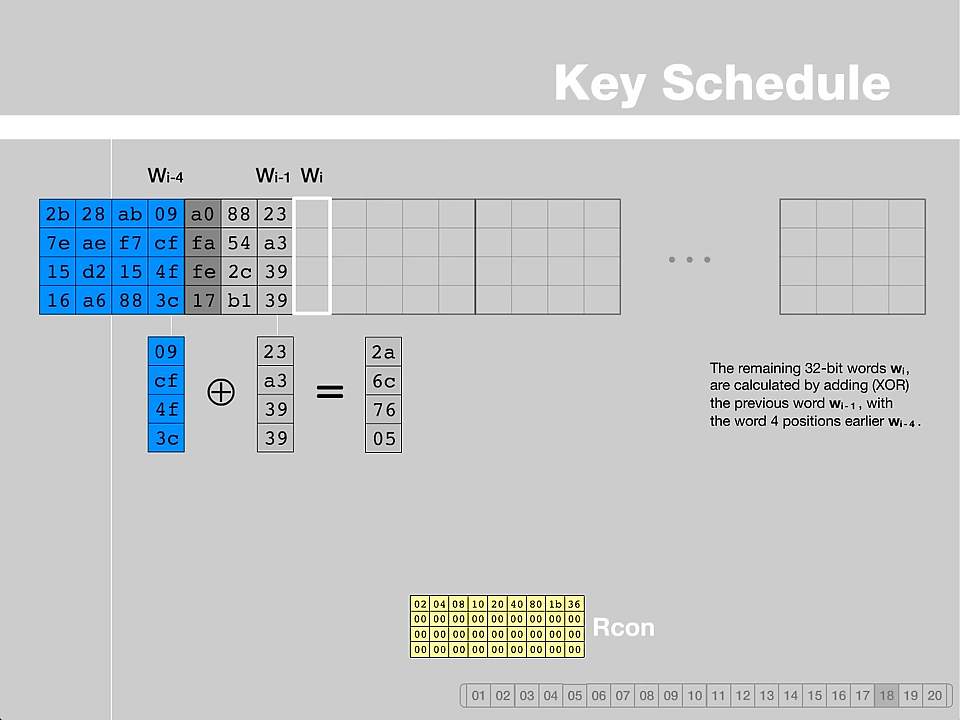 Key Schedule
Wi-4 Wi-1 Wi
2b 28 ab 09 a0 88 23
7e ae f7 cf fa 54 a3
15 d2 15 4f fe 2c 39
16 a6 88 3c 17 b1 39
• • •
09 23 2a
cf ⊕ a3 = 6c
4f 39 76
3c 39 05
The remaining 32-bit words wi,
are calculated by adding (XOR)
the previous word wi-1, with
the word 4 positions earlier wi-4.
02 04 08 10 20 40 80 1b 36
00 00 00 00 00 00 00 00 00
00 00 00 00 00 00 00 00 00
00 00 00 00 00 00 00 00 00
Rcon
01 02 03 04 05 06 07 08 09 10 11 12 13 14 15 16 17 18 19 20